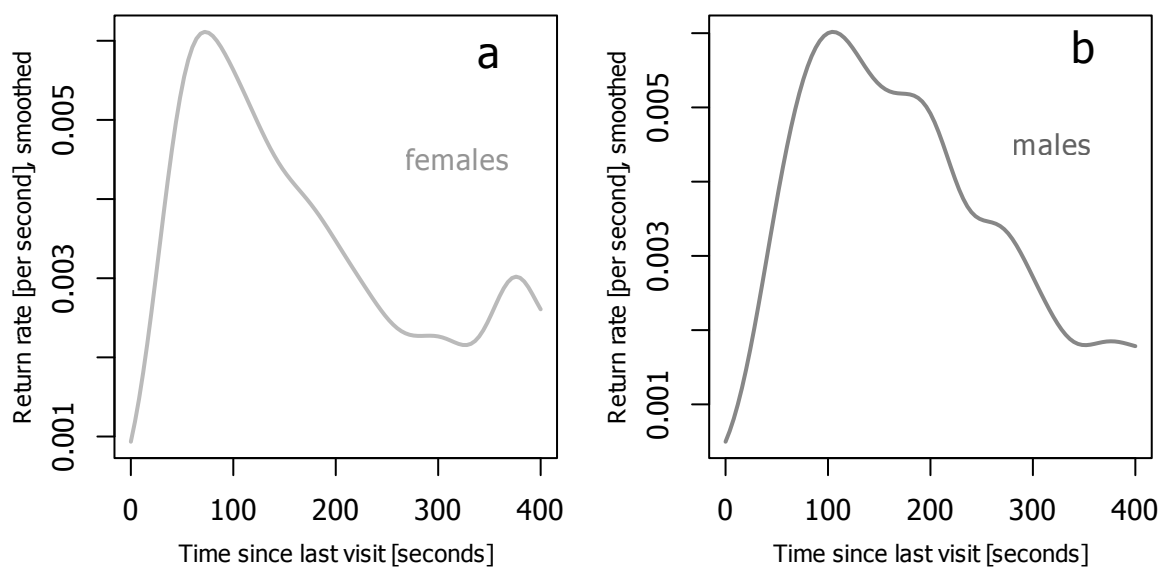 a
females
Return rate [per second], smoothed
0.005
0.003
0.001
0 100 200 300 400
Time since last visit [seconds]
b
males
Return rate [per second], smoothed
0.005
0.003
0.001
0 100 200 300 400
Time since last visit [seconds]